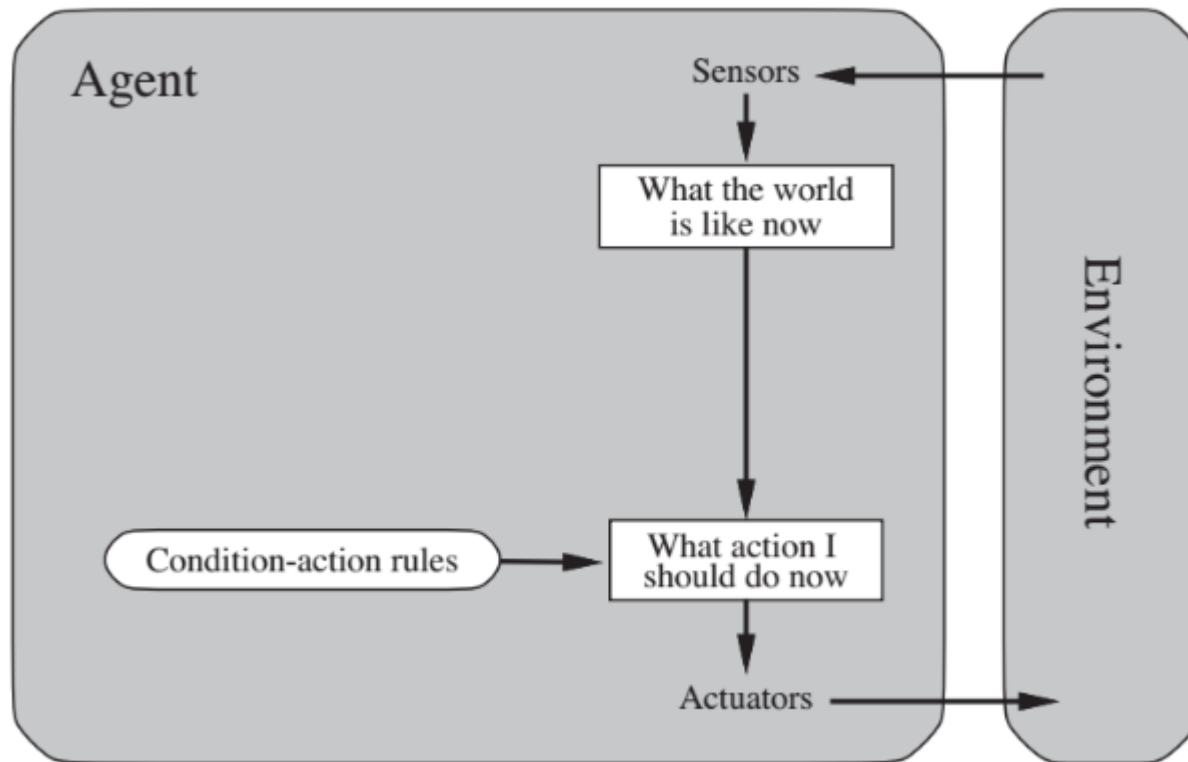 Agent
Sensors
What the world
is like now
Environment
Condition-action rules
What action I
should do now
Actuators